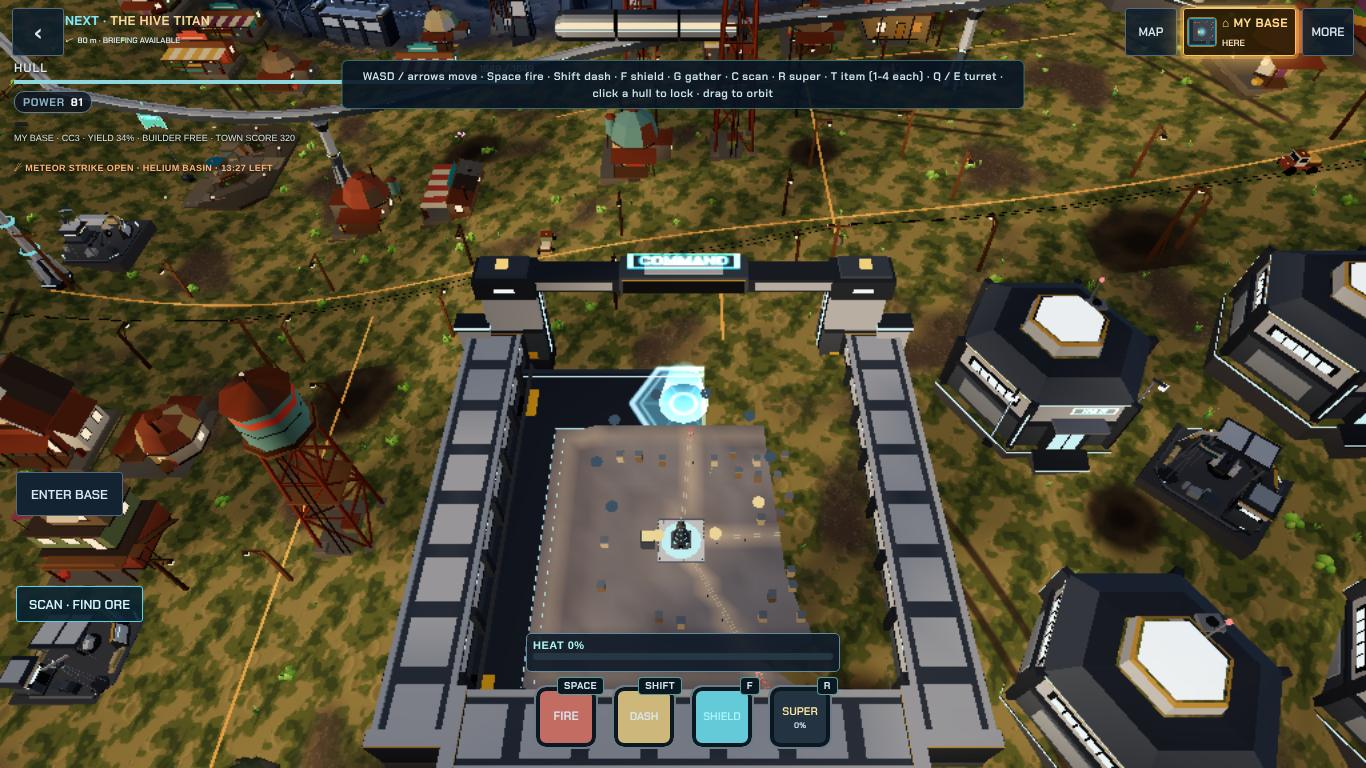 ‹
NEXT · THE HIVE TITAN
80 m · BRIEFING AVAILABLE
HULL
POWER 81
MY BASE · CC3 · YIELD 34% · BUILDER FREE · TOWN SCORE 320
METEOR STRIKE OPEN · HELIUM BASIN · 13:27 LEFT
WASD / arrows move · Space fire · Shift dash · F shield · G gather · C scan · R super · T item (1-4 each) · Q / E turret ·
click a hull to lock · drag to orbit
MAP
⌂ MY BASE
HERE
MORE
COMMAND
ENTER BASE
SCAN · FIND ORE
HEAT 0%
SPACE
SHIFT
F
R
FIRE
DASH
SHIELD
SUPER
0%